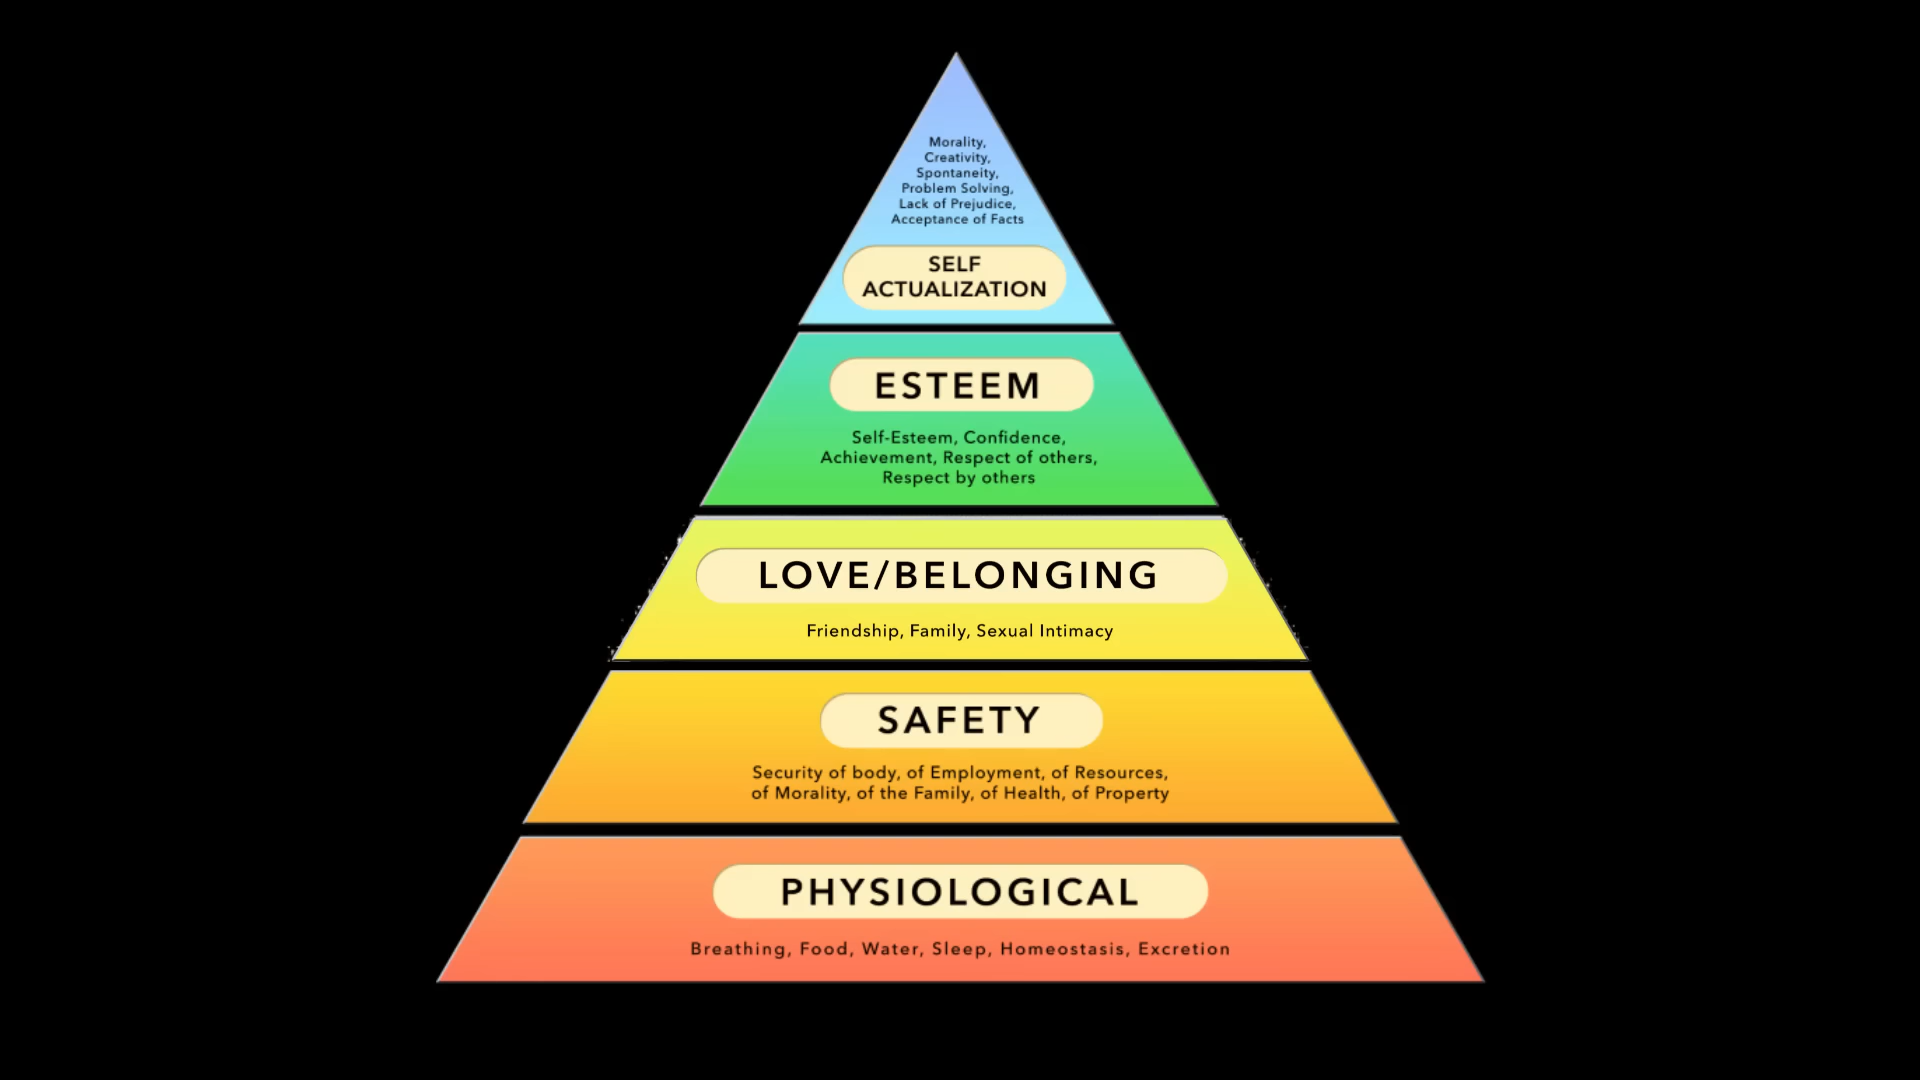 Morality,
Creativity,
Spontaneity,
Problem Solving,
Lack of Prejudice,
Acceptance of Facts
SELF
ACTUALIZATION
ESTEEM
Self-Esteem, Confidence,
Achievement, Respect of others,
Respect by others
LOVE/BELONGING
Friendship, Family, Sexual Intimacy
SAFETY
Security of body, of Employment, of Resources,
of Morality, of the Family, of Health, of Property
PHYSIOLOGICAL
Breathing, Food, Water, Sleep, Homeostasis, Excretion